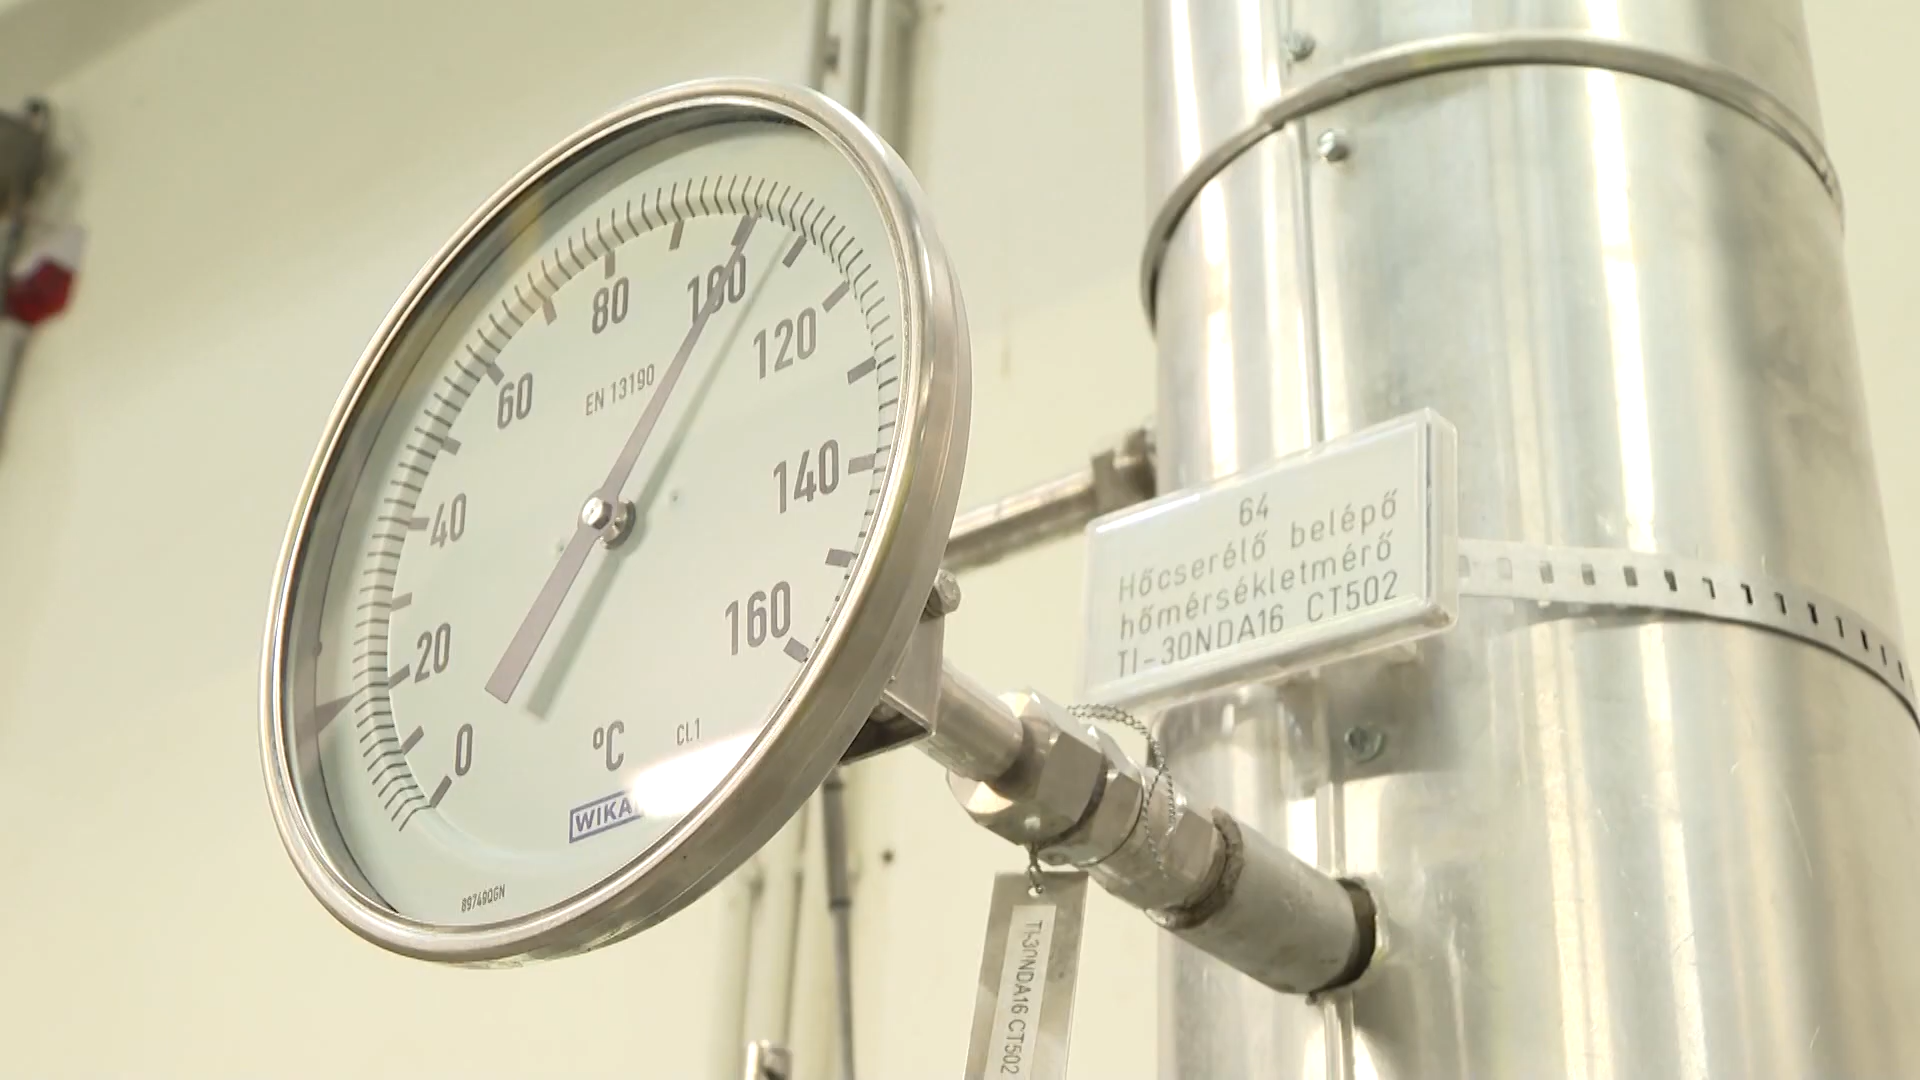 0
20
40
60
80
100
120
140
160
EN 13190
°C
Cl.1
WIKA
89749QGN
64
Hőcserélő belépő
hőmérsékletmérő
TI-30NDA16 CT502
TI-30NDA16 CT502